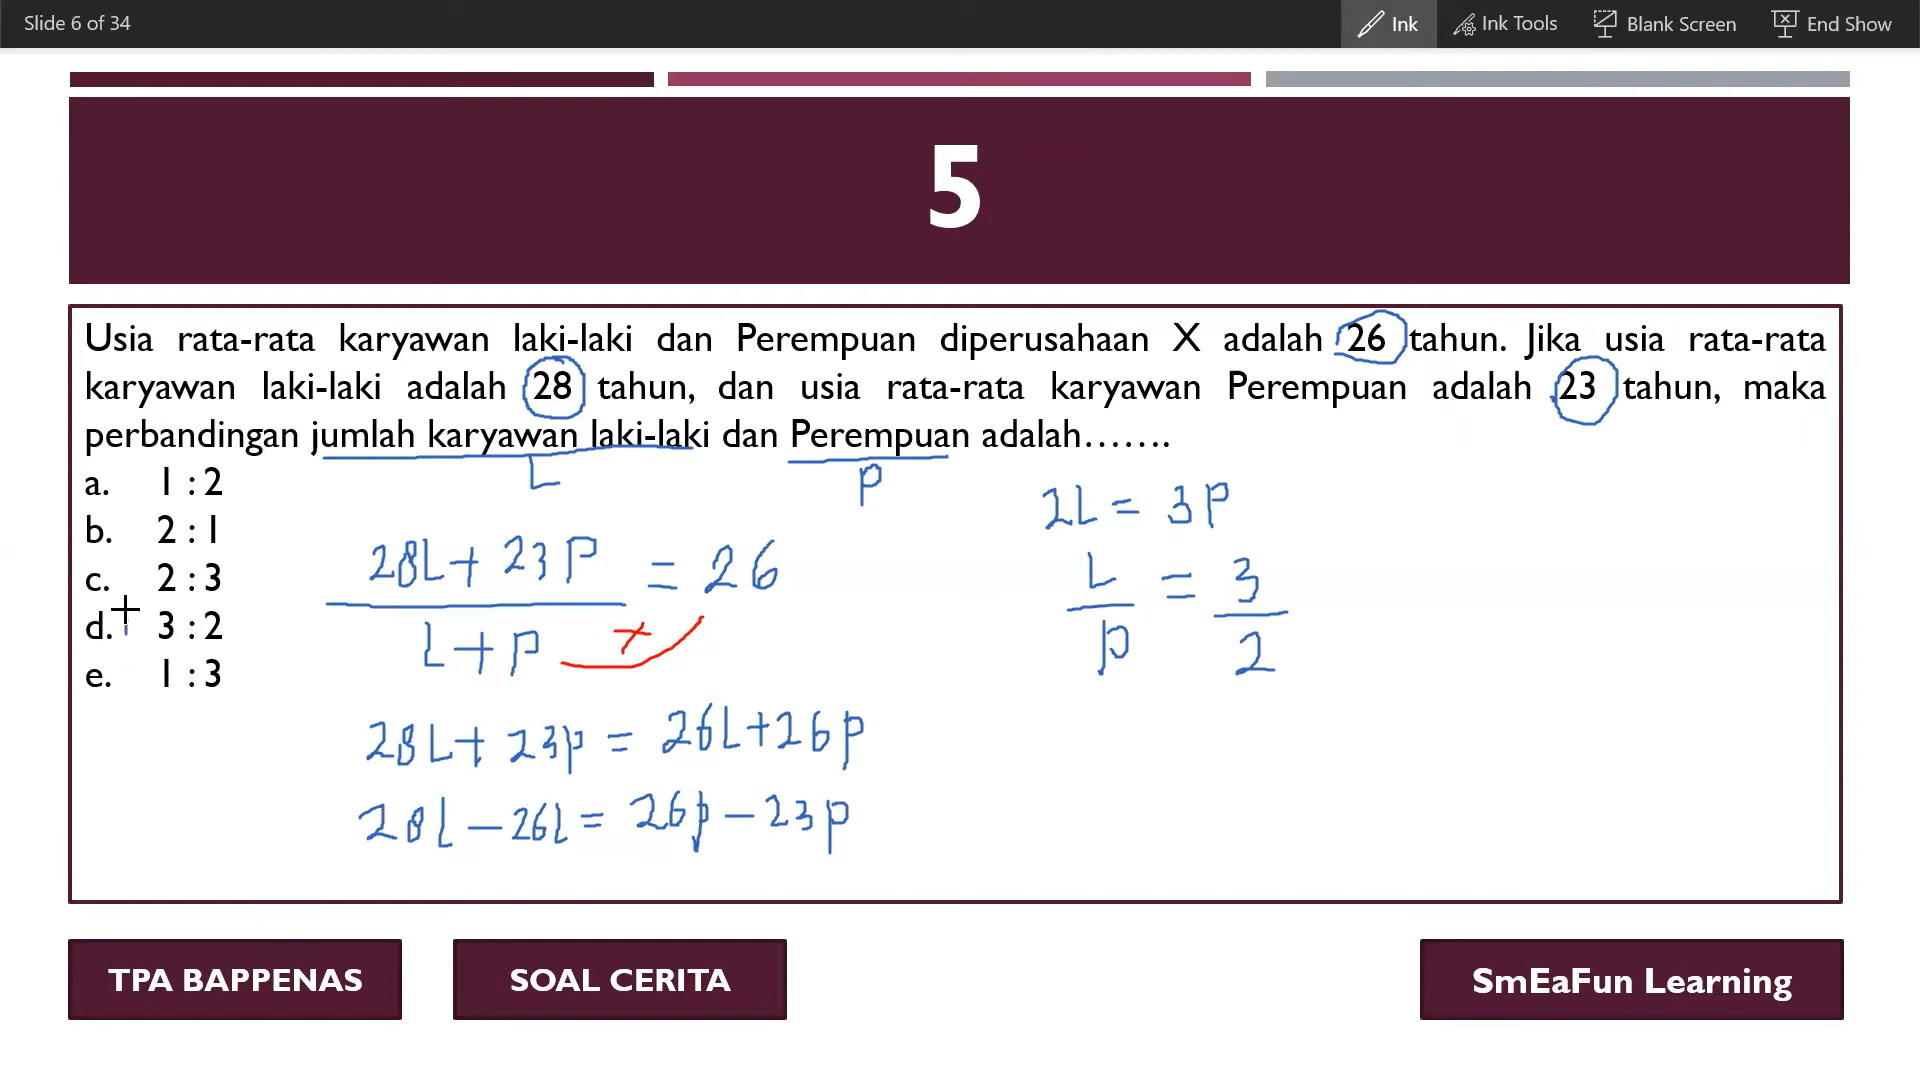 Slide 6 of 34
Ink
Ink Tools
Blank Screen
End Show
5
Usia rata-rata karyawan laki-laki dan Perempuan diperusahaan X adalah 26 tahun. Jika usia rata-rata
karyawan laki-laki adalah 28 tahun, dan usia rata-rata karyawan Perempuan adalah 23 tahun, maka
perbandingan jumlah karyawan laki-laki dan Perempuan adalah…….
L
P
a. 1 : 2
b. 2 : 1
c. 2 : 3
d. 3 : 2
e. 1 : 3
28L + 23P = 26
L + P
×
28L + 23P = 26L + 26P
28L − 26L = 26P − 23P
2L = 3P
L = 3
P 2
TPA BAPPENAS
SOAL CERITA
SmEaFun Learning